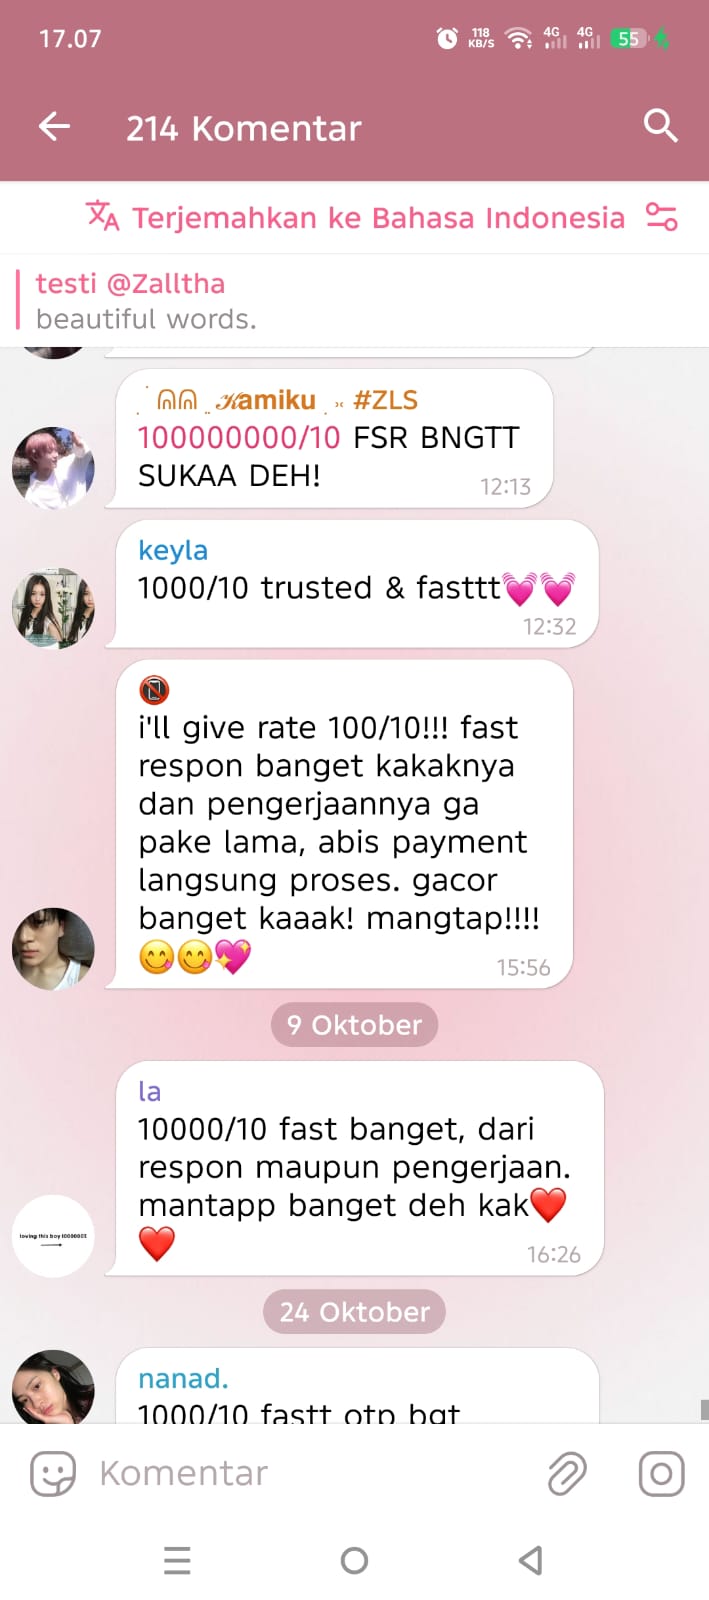 17.07
118
KB/S
4G
4G
55
214 Komentar
Terjemahkan ke Bahasa Indonesia
testi @Zalltha
beautiful words.
𝒦amiku #ZLS
100000000/10 FSR BNGTT
SUKAA DEH!
12:13
keyla
1000/10 trusted & fasttt💓💓
12:32
📵
i'll give rate 100/10!!! fast
respon banget kakaknya
dan pengerjaannya ga
pake lama, abis payment
langsung proses. gacor
banget kaaak! mangtap!!!!
😋😋💖
15:56
9 Oktober
la
10000/10 fast banget, dari
respon maupun pengerjaan.
mantapp banget deh kak❤️
❤️
16:26
24 Oktober
nanad.
1000/10 fastt otp bgt
Komentar